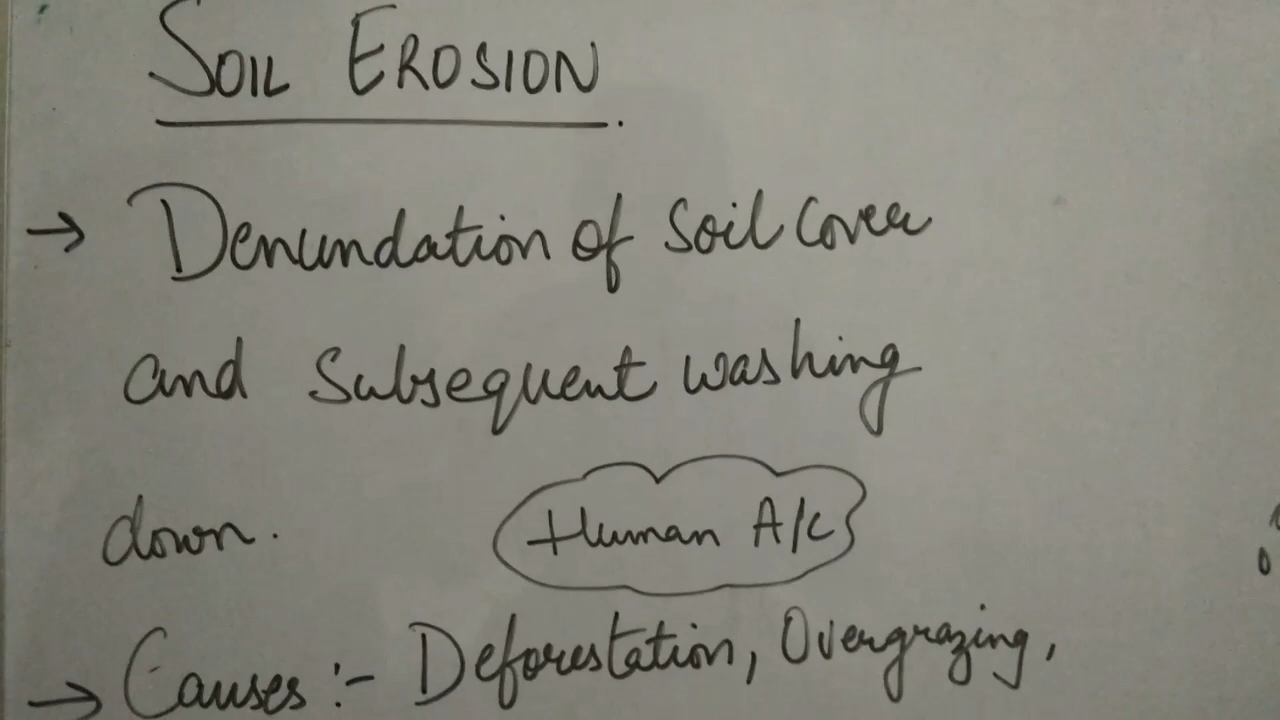 SOIL EROSION
→ Denundation of soil cover
and Subsequent washing
down.
Human A/c
→ Causes :- Deforestation, Overgrazing,